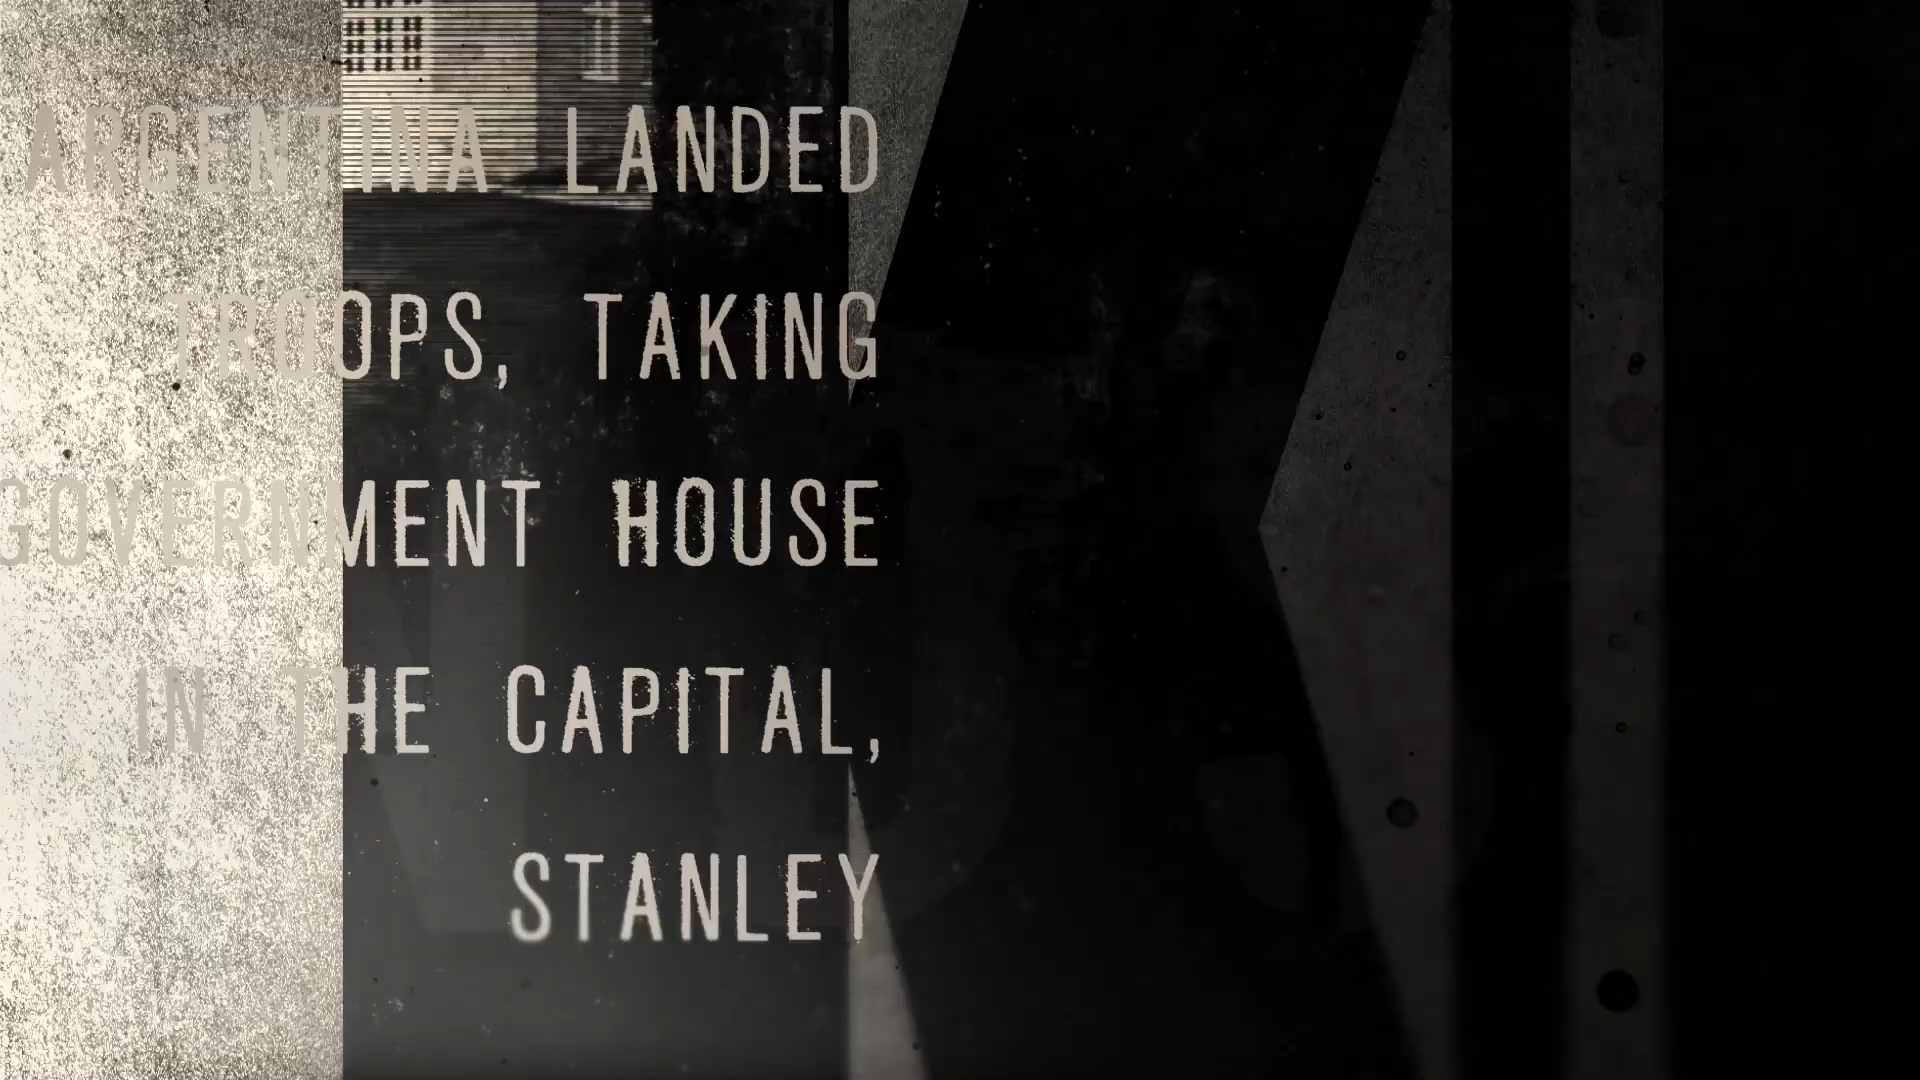 ARGENTINA LANDED
TROOPS, TAKING
GOVERNMENT HOUSE
IN THE CAPITAL,
STANLEY